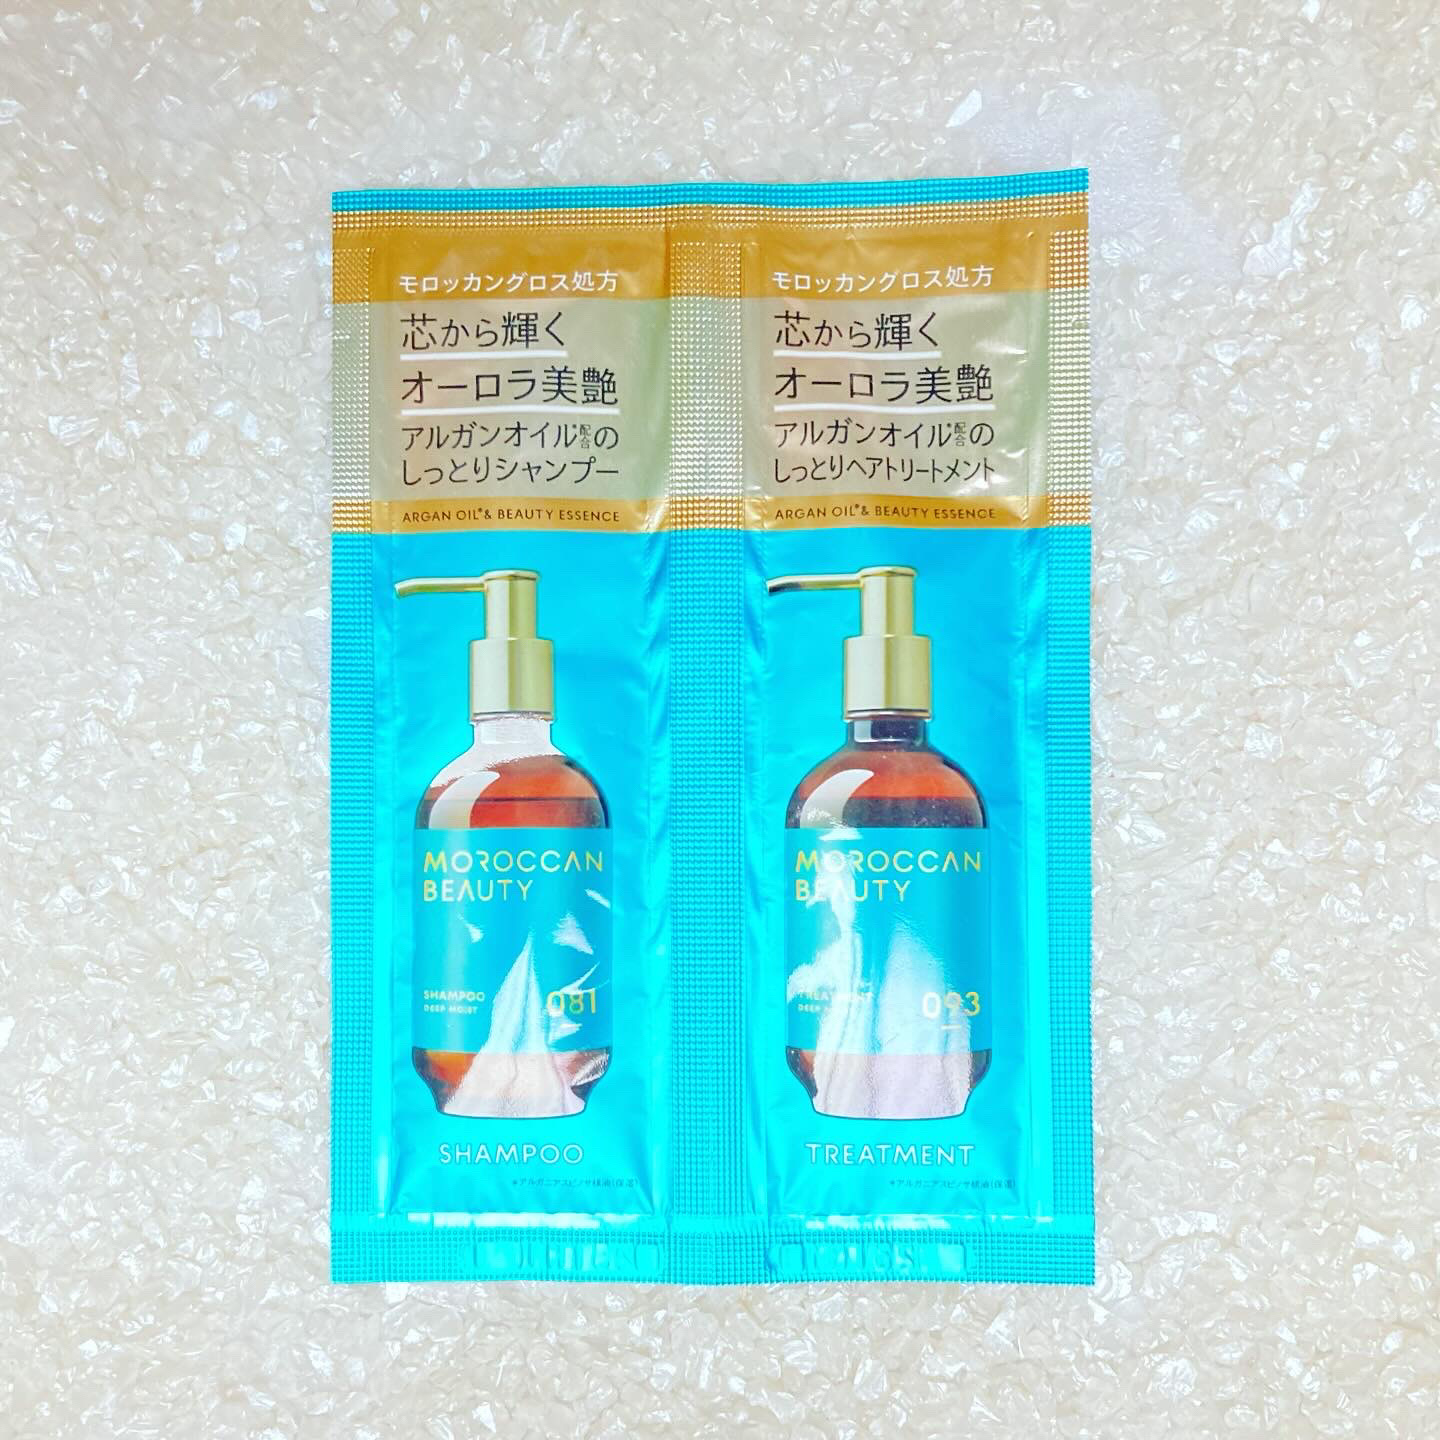 モロッカングロス処方
芯から輝く
オーロラ美艶
アルガンオイル*配合の
しっとりシャンプー
ARGAN OIL*& BEAUTY ESSENCE
MOROCCAN
BEAUTY
SHAMPOO
DEEP MOIST
081
SHAMPOO
*アルガニアスピノサ核油(保湿)
モロッカングロス処方
芯から輝く
オーロラ美艶
アルガンオイル*配合の
しっとりヘアトリートメント
ARGAN OIL*& BEAUTY ESSENCE
MOROCCAN
BEAUTY
TREATMENT
DEEP
093
TREATMENT
*アルガニアスピノサ核油(保湿)